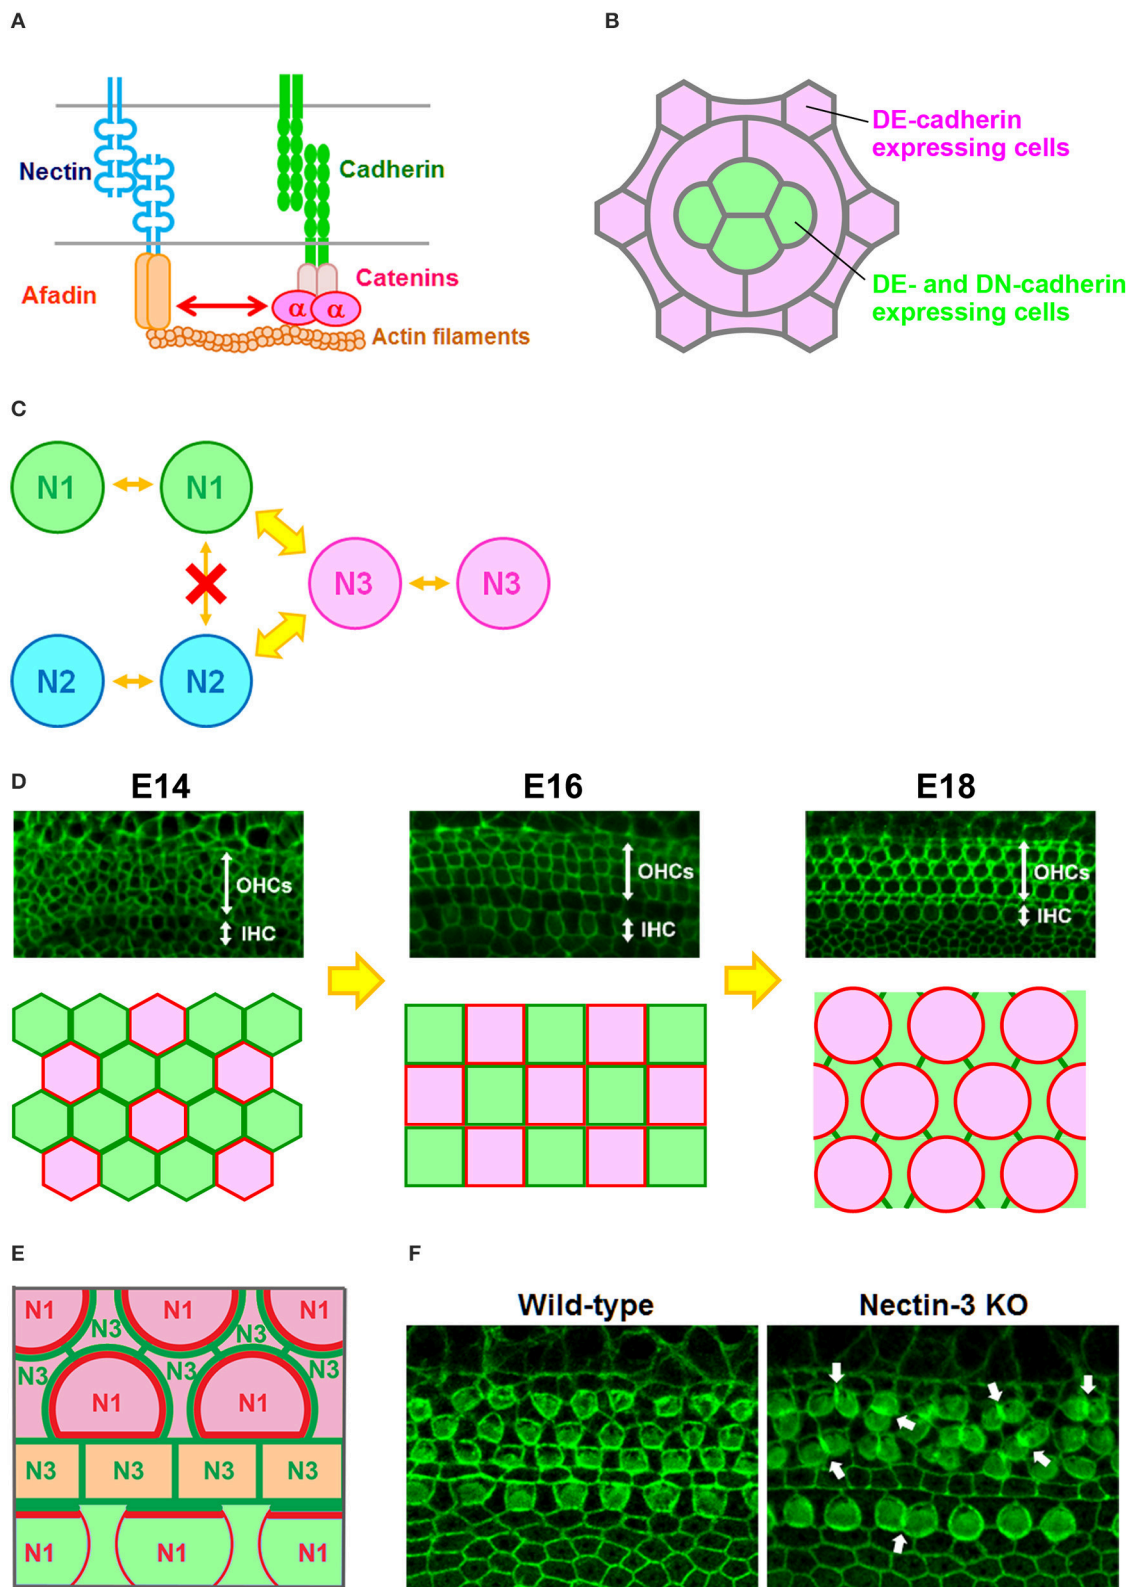 A
Nectin
Cadherin
Afadin
Catenins
α
α
Actin filaments
B
DE-cadherin
expressing cells
DE- and DN-cadherin
expressing cells
C
N1
N1
N3
N3
N2
N2
D
E14
E16
E18
OHCs
IHC
OHCs
IHC
OHCs
IHC
E
N1
N1
N1
N3
N3
N3
N3
N3
N1
N1
N3
N3
N3
N3
N1
N1
N1
F
Wild-type
Nectin-3 KO